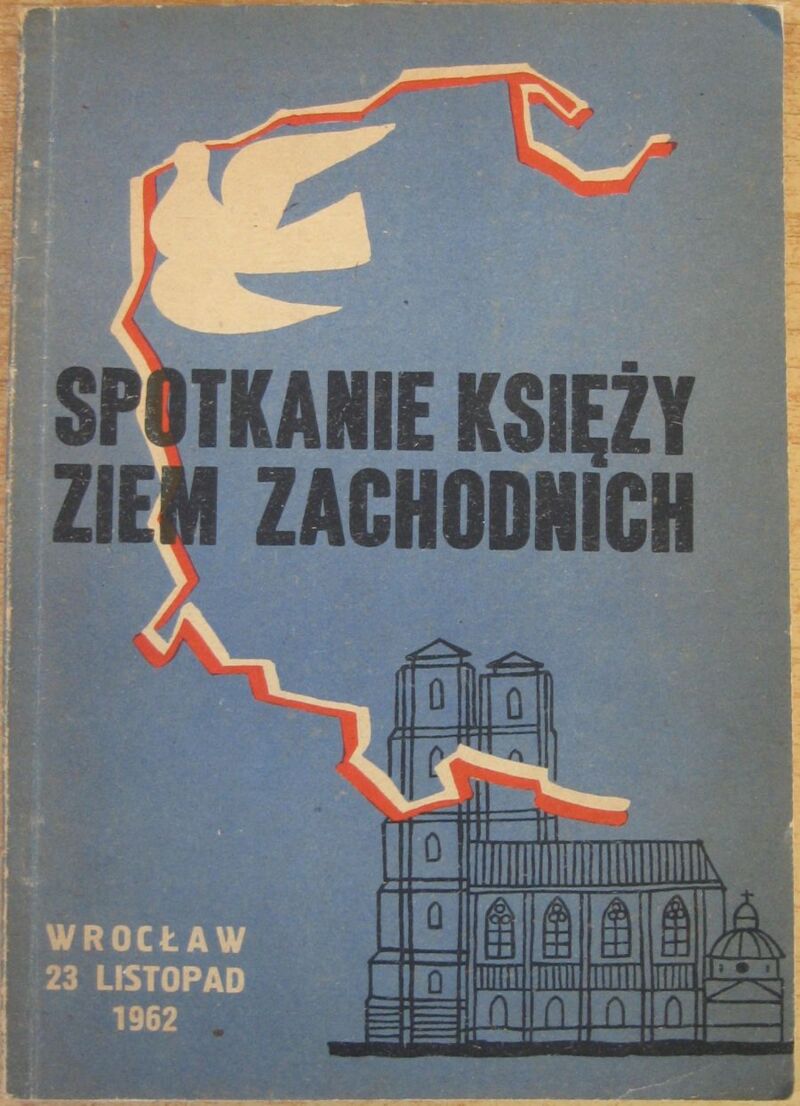 SPOTKANIE KSIĘŻY
ZIEM ZACHODNICH
WROCŁAW
23 LISTOPAD
1962